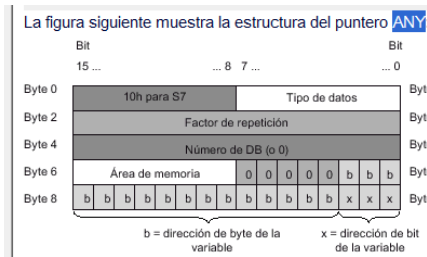 La figura siguiente muestra la estructura del puntero ANY
Bit Bit
15 ... ... 8 7 ... ... 0
Byte 0 10h para S7 Tipo de datos Byt
Byte 2 Factor de repetición Byt
Byte 4 Número de DB (o 0) Byt
Byte 6 Área de memoria 0 0 0 0 0 b b b Byt
Byte 8 b b b b b b b b b b b b b x x x Byt
b = dirección de byte de la x = dirección de bit
variable de la variable